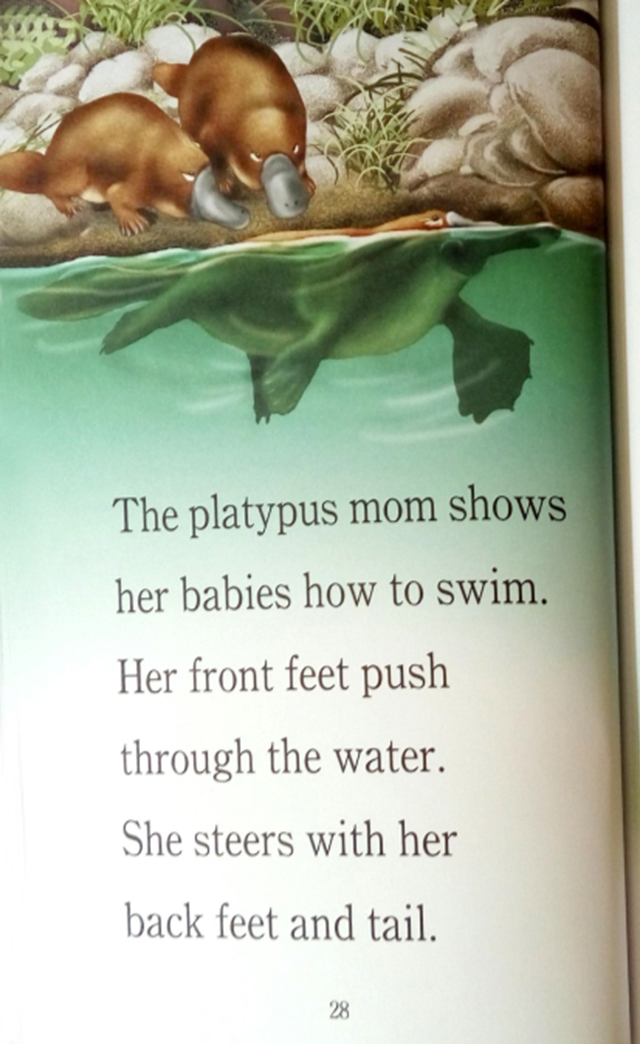 The platypus mom shows
her babies how to swim.
Her front feet push
through the water.
She steers with her
back feet and tail.
28